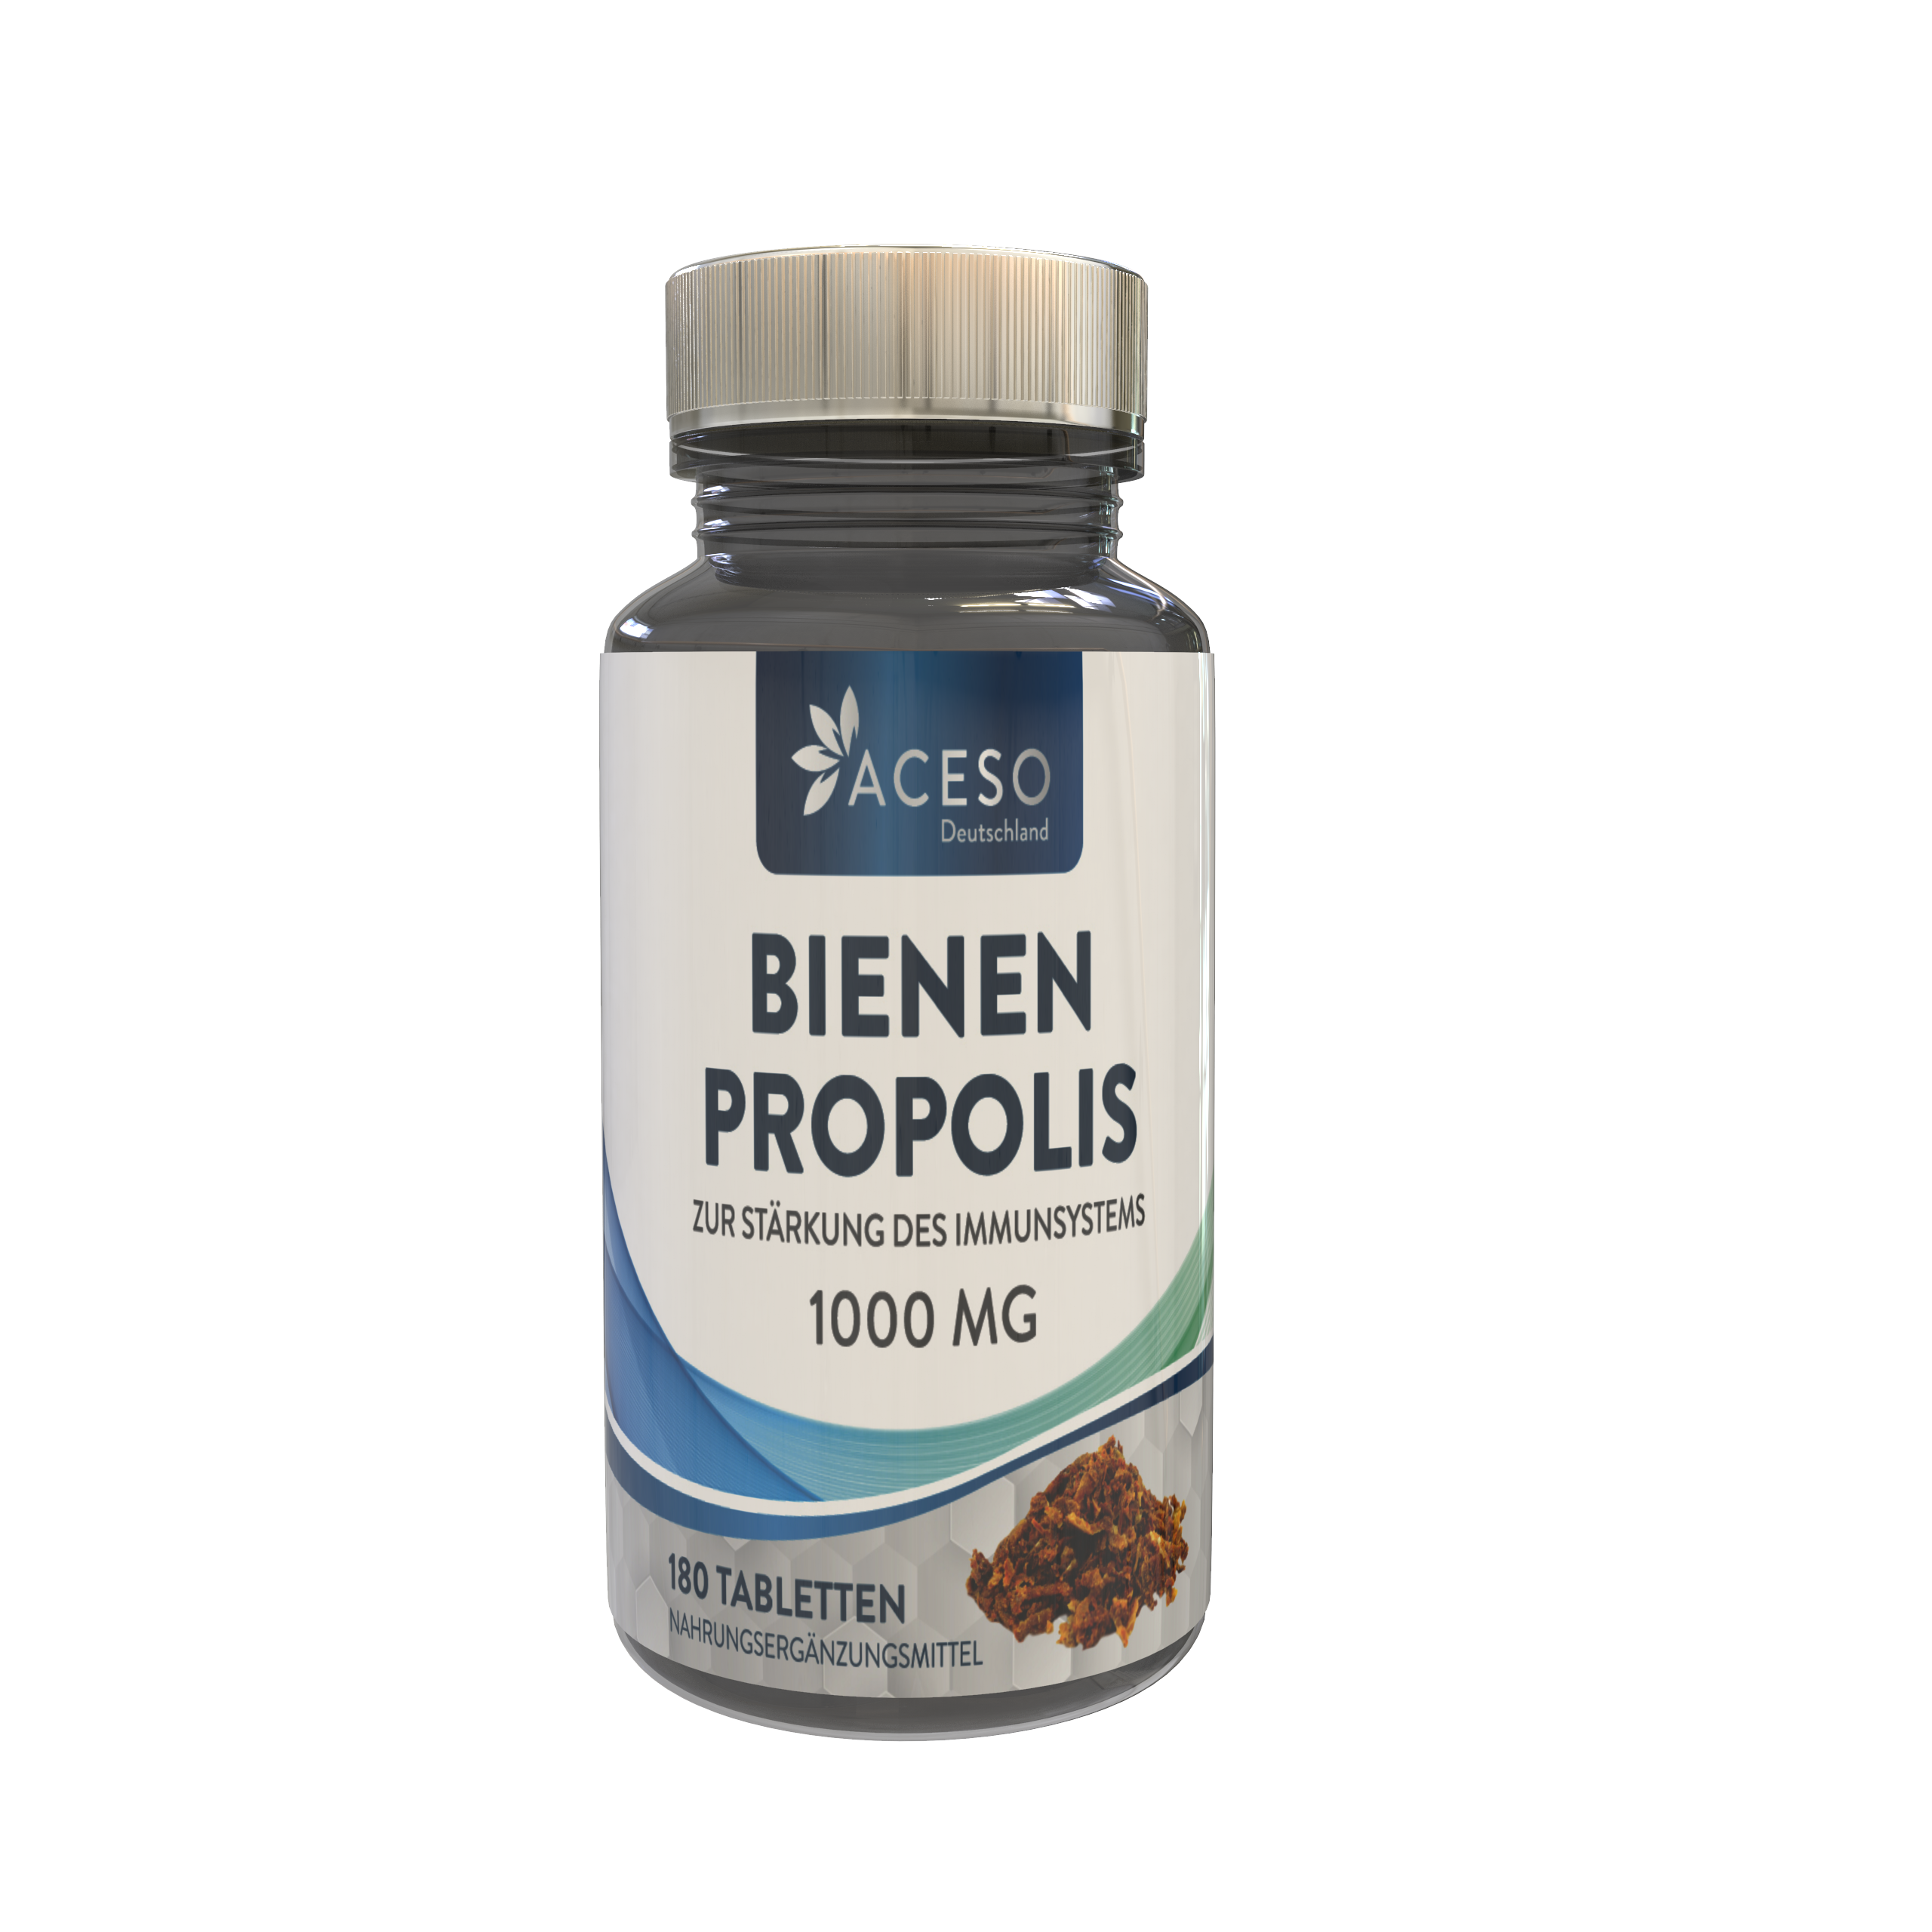 ACESO
Deutschland
BIENEN
PROPOLIS
ZUR STÄRKUNG DES IMMUNSYSTEMS
1000 MG
180 TABLETTEN
NAHRUNGSERGÄNZUNGSMITTEL